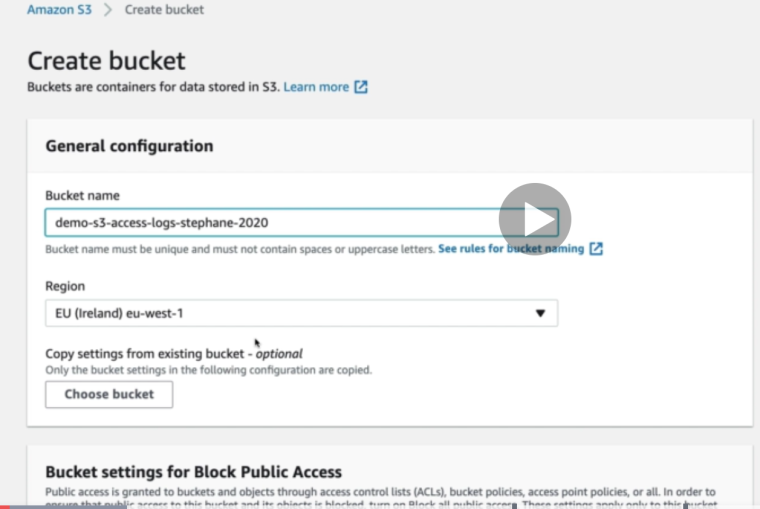 Amazon S3 > Create bucket
Create bucket
Buckets are containers for data stored in S3. Learn more
General configuration
Bucket name
demo-s3-access-logs-stephane-2020
Bucket name must be unique and must not contain spaces or uppercase letters. See rules for bucket naming
Region
EU (Ireland) eu-west-1
Copy settings from existing bucket - optional
Only the bucket settings in the following configuration are copied.
Choose bucket
Bucket settings for Block Public Access
Public access is granted to buckets and objects through access control lists (ACLs), bucket policies, access point policies, or all. In order to
ensure that public access to this bucket and its objects is blocked, turn on Block all public access. These settings apply only to this bucket